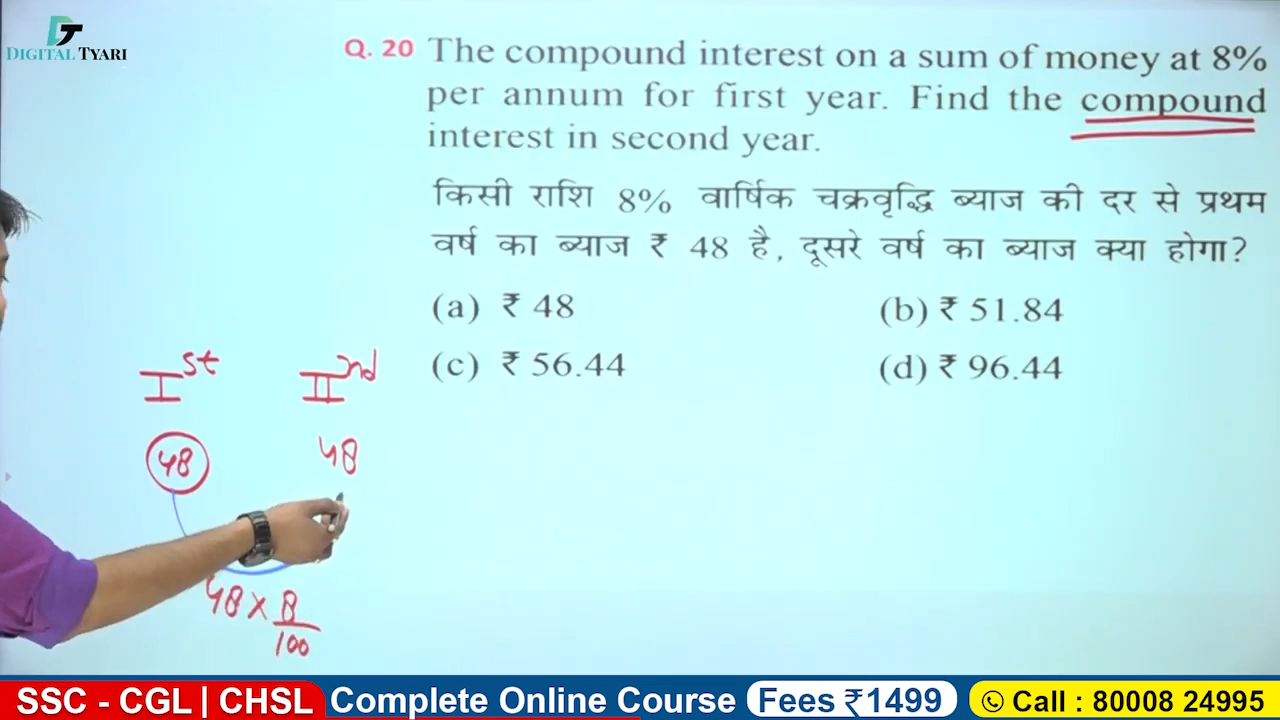 DIGITAL TYARI
Q. 20 The compound interest on a sum of money at 8%
per annum for first year. Find the compound
interest in second year.
किसी राशि 8% वार्षिक चक्रवृद्धि ब्याज की दर से प्रथम
वर्ष का ब्याज ₹ 48 है, दूसरे वर्ष का ब्याज क्या होगा?
(a) ₹ 48 (b) ₹ 51.84
(c) ₹ 56.44 (d) ₹ 96.44
Ist IInd
48 48
48 × 8/100
SSC - CGL | CHSL Complete Online Course Fees ₹1499 Call : 80008 24995